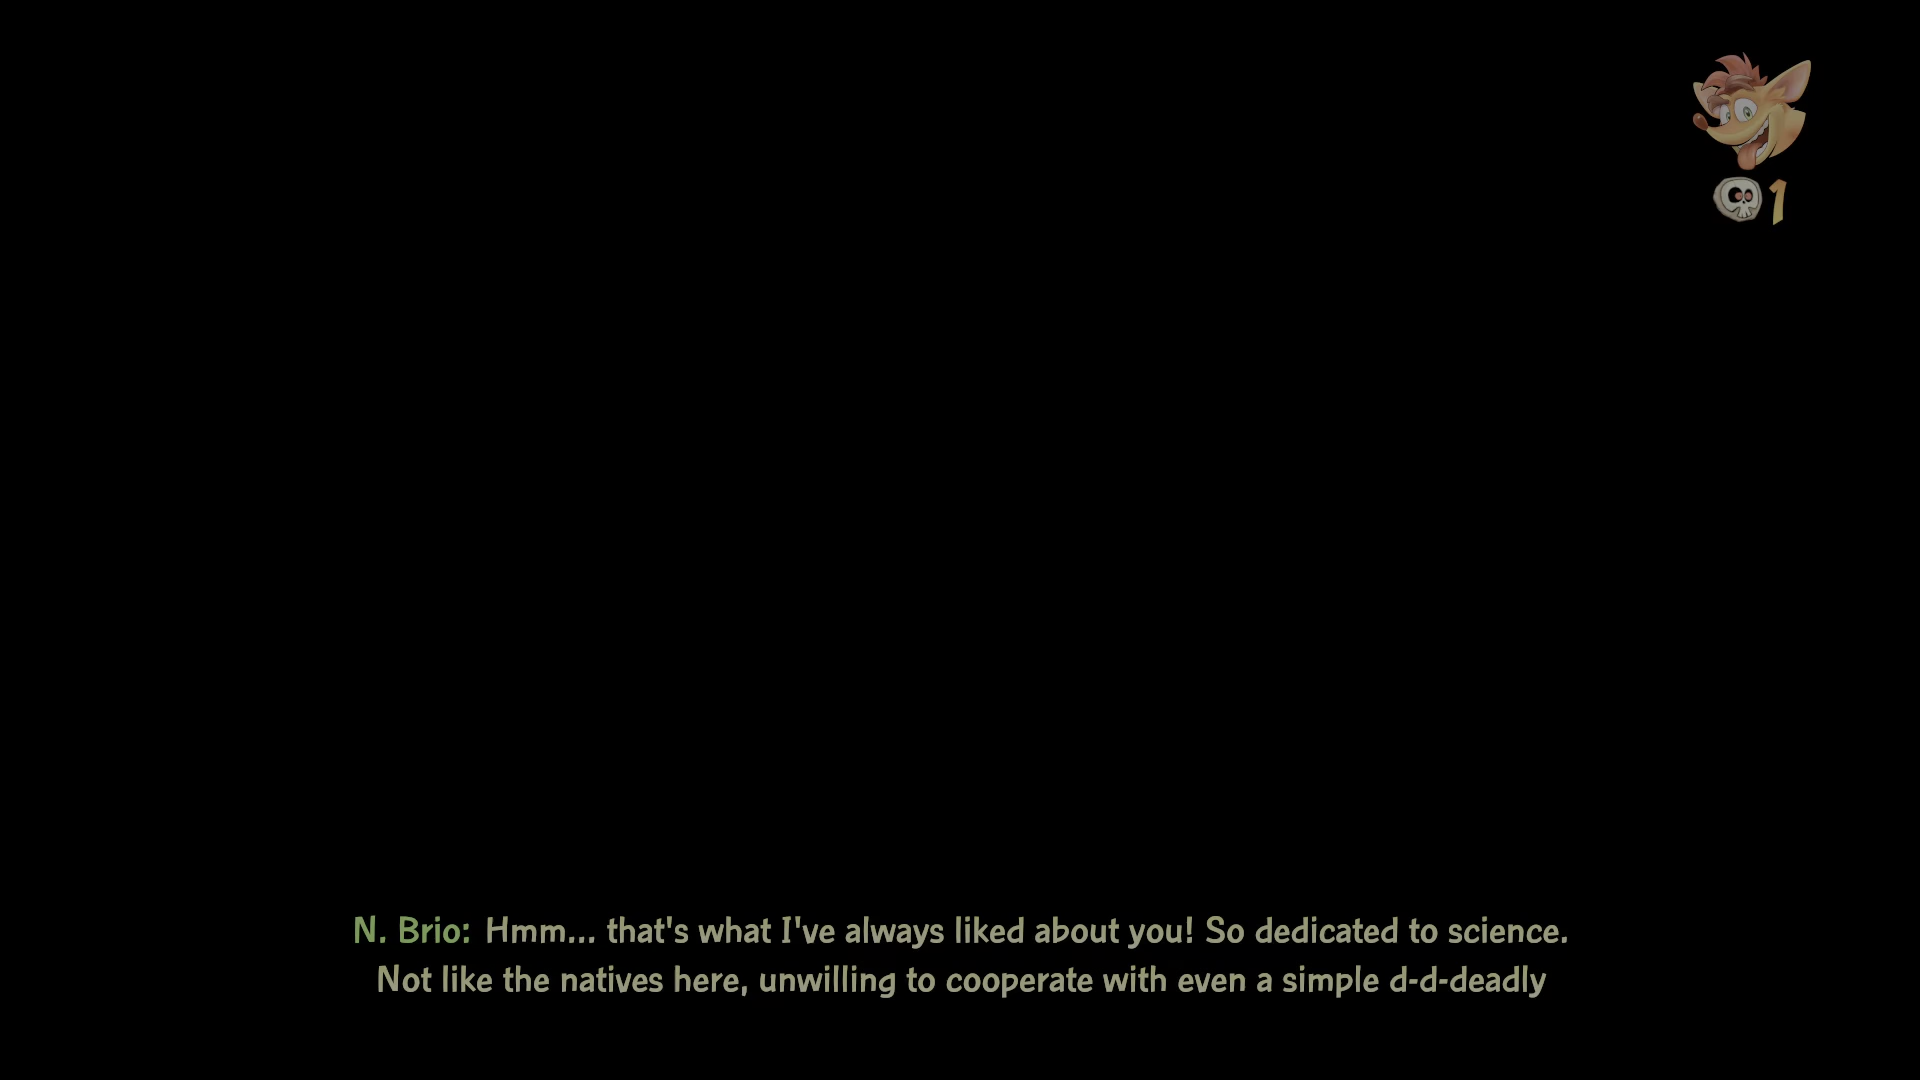 1
N. Brio: Hmm... that's what I've always liked about you! So dedicated to science.
Not like the natives here, unwilling to cooperate with even a simple d-d-deadly